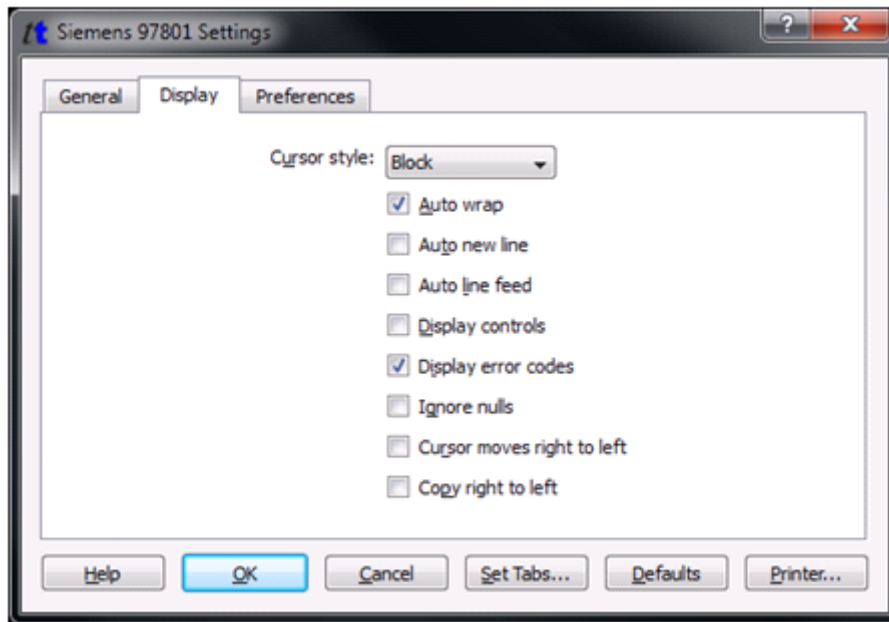 tt Siemens 97801 Settings ? X
General Display Preferences
Cursor style: Block
Auto wrap
Auto new line
Auto line feed
Display controls
Display error codes
Ignore nulls
Cursor moves right to left
Copy right to left
Help OK Cancel Set Tabs... Defaults Printer...